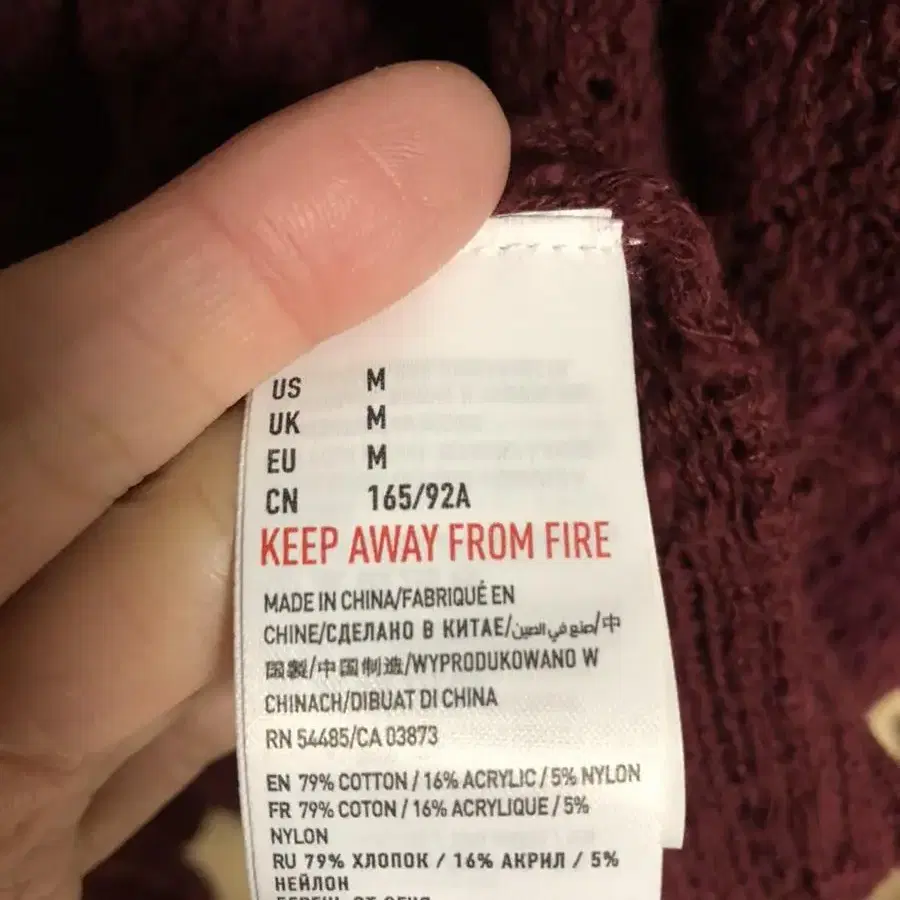 US M
UK M
EU M
CN 165/92A
KEEP AWAY FROM FIRE
MADE IN CHINA/FABRIQUÉ EN
CHINE/СДЕЛАНО В КИТАЕ/صنع في الصين/中
国製/中国制造/WYPRODUKOWANO W
CHINACH/DIBUAT DI CHINA
RN 54485/CA 03873
EN 79% COTTON / 16% ACRYLIC / 5% NYLON
FR 79% COTON / 16% ACRYLIQUE / 5%
NYLON
RU 79% ХЛОПОК / 16% АКРИЛ / 5%
НЕЙЛОН